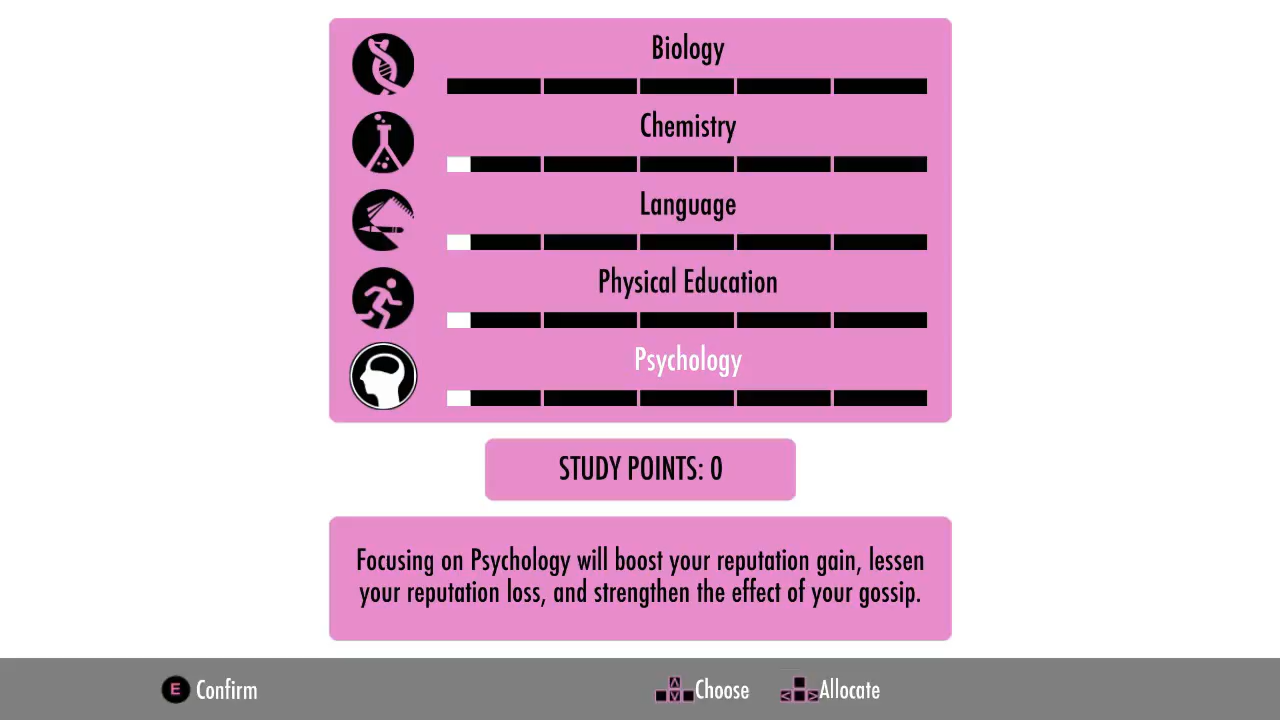 Biology
Chemistry
Language
Physical Education
Psychology
STUDY POINTS: 0
Focusing on Psychology will boost your reputation gain, lessen
your reputation loss, and strengthen the effect of your gossip.
E Confirm
Choose
Allocate